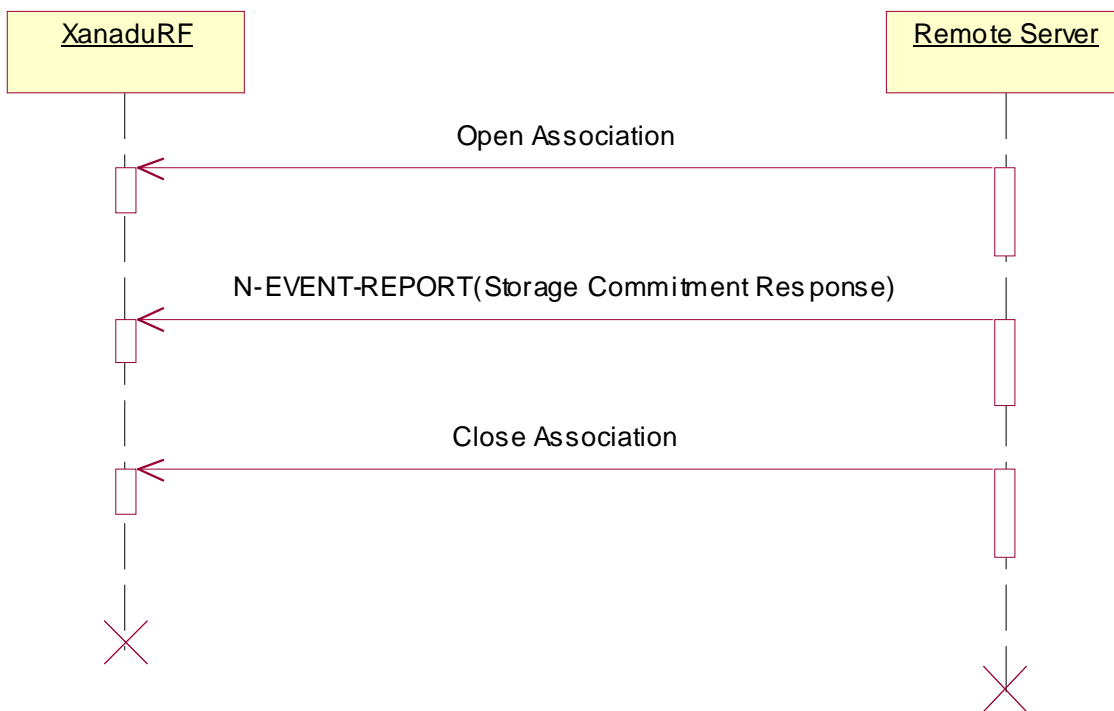 XanaduRF
Remote Server
Open Association
N-EVENT-REPORT(Storage Commitment Response)
Close Association